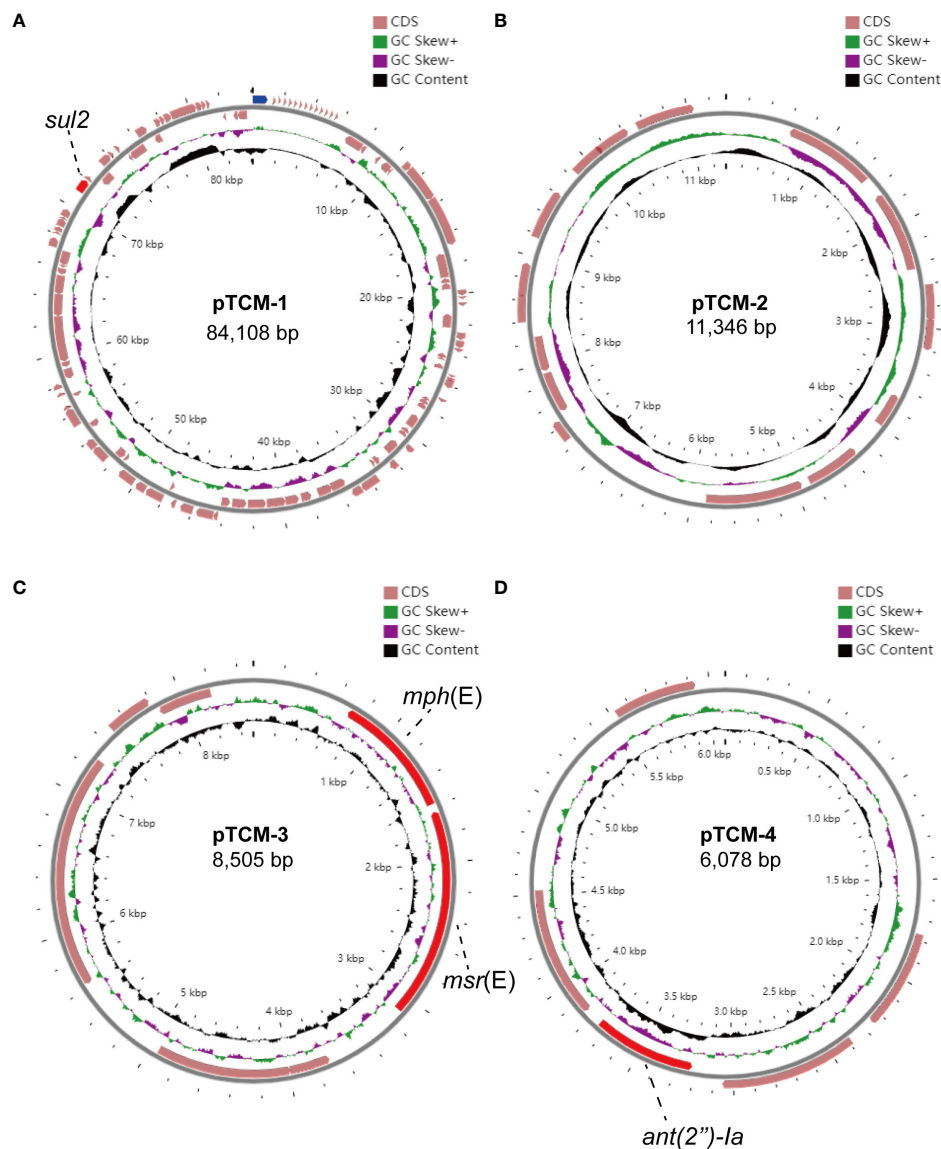 A
CDS
GC Skew+
GC Skew-
GC Content
sul2
80 kbp
10 kbp
70 kbp
pTCM-1
84,108 bp
20 kbp
60 kbp
30 kbp
50 kbp
40 kbp
B
CDS
GC Skew+
GC Skew-
GC Content
11 kbp
1 kbp
10 kbp
2 kbp
9 kbp
pTCM-2
11,346 bp
3 kbp
8 kbp
4 kbp
7 kbp
5 kbp
6 kbp
C
CDS
GC Skew+
GC Skew-
GC Content
mph(E)
8 kbp
1 kbp
7 kbp
pTCM-3
8,505 bp
2 kbp
6 kbp
3 kbp
msr(E)
5 kbp
4 kbp
D
CDS
GC Skew+
GC Skew-
GC Content
6.0 kbp
5.5 kbp
0.5 kbp
5.0 kbp
1.0 kbp
pTCM-4
6,078 bp
4.5 kbp
1.5 kbp
4.0 kbp
2.0 kbp
3.5 kbp
2.5 kbp
3.0 kbp
ant(2”)-Ia